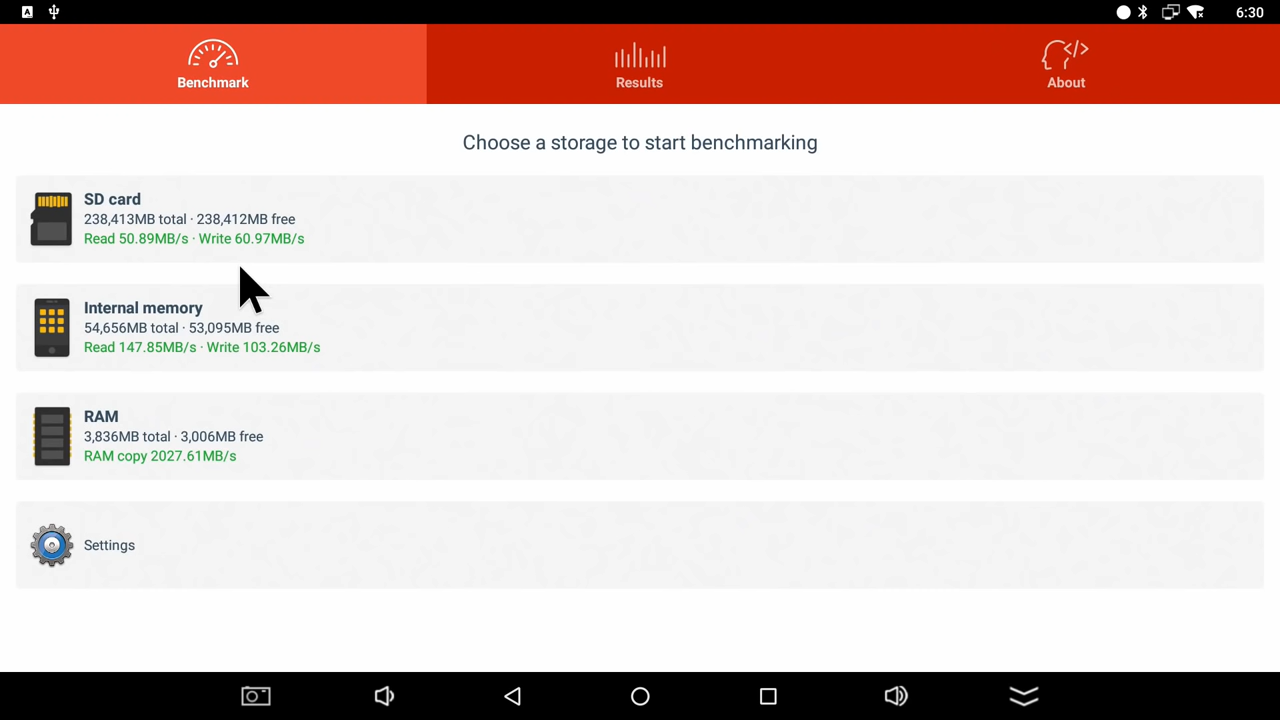 6:30
Benchmark
Results
About
Choose a storage to start benchmarking
SD card
238,413MB total · 238,412MB free
Read 50.89MB/s · Write 60.97MB/s
Internal memory
54,656MB total · 53,095MB free
Read 147.85MB/s · Write 103.26MB/s
RAM
3,836MB total · 3,006MB free
RAM copy 2027.61MB/s
Settings